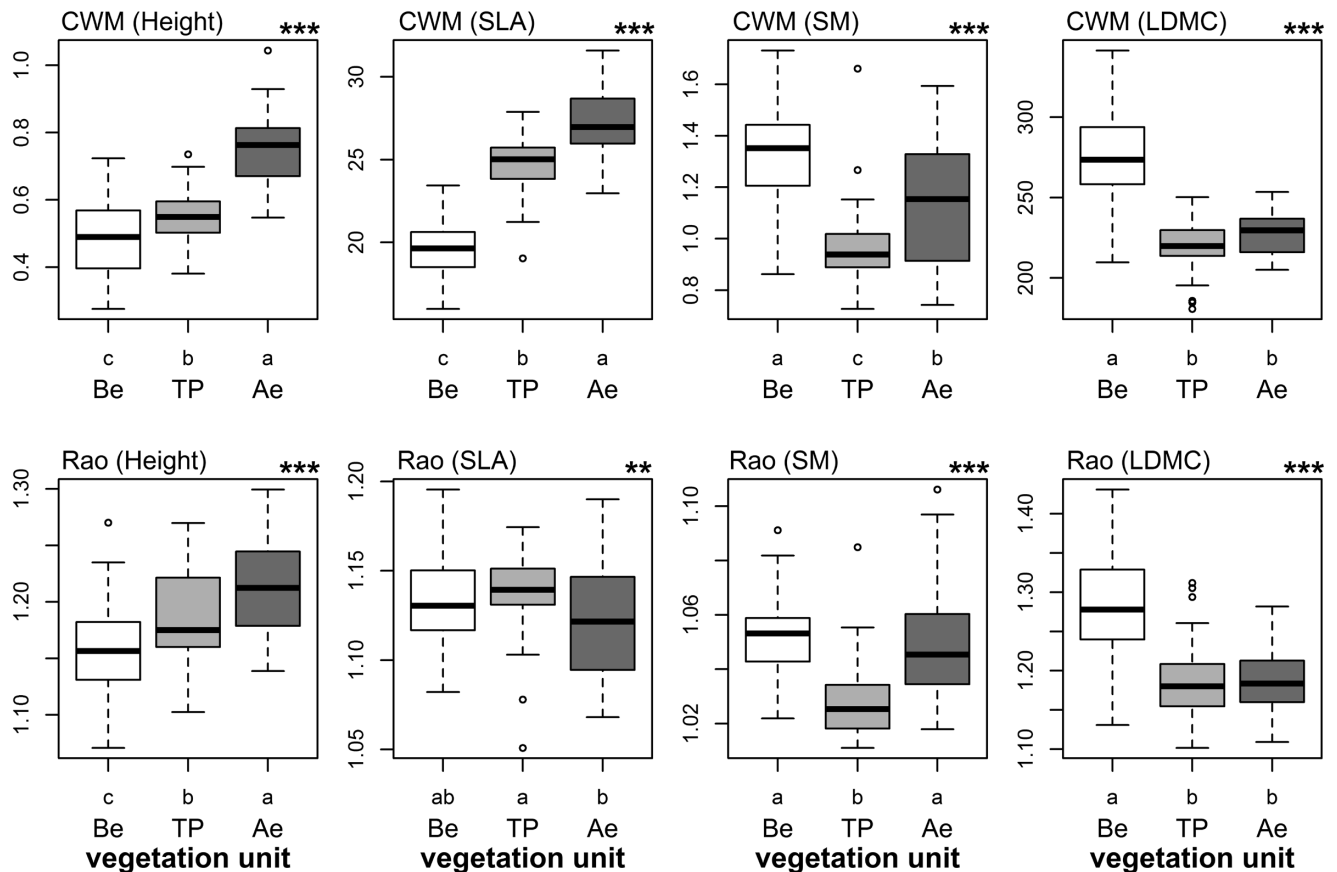 CWM (Height) ***
1.0
0.8
0.6
0.4
c b a
Be TP Ae
CWM (SLA) ***
30
25
20
c b a
Be TP Ae
CWM (SM) ***
1.6
1.4
1.2
1.0
0.8
a c b
Be TP Ae
CWM (LDMC) ***
300
250
200
a b b
Be TP Ae
Rao (Height) ***
1.30
1.20
1.10
c b a
Be TP Ae
vegetation unit
Rao (SLA) **
1.20
1.15
1.10
1.05
ab a b
Be TP Ae
vegetation unit
Rao (SM) ***
1.10
1.06
1.02
a b a
Be TP Ae
vegetation unit
Rao (LDMC) ***
1.40
1.30
1.20
1.10
a b b
Be TP Ae
vegetation unit